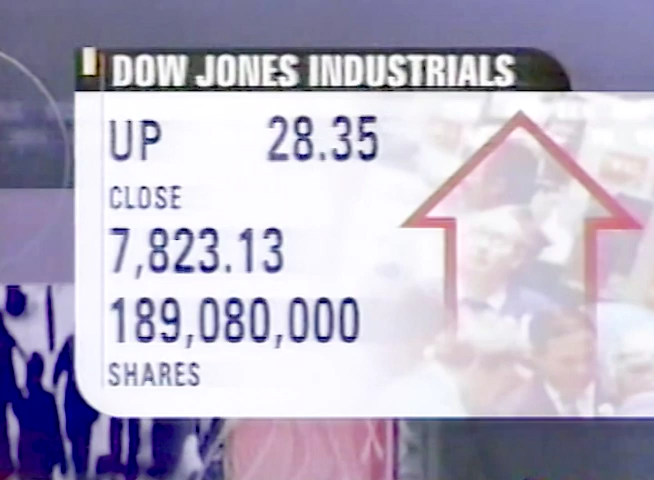 DOW JONES INDUSTRIALS
UP 28.35
CLOSE
7,823.13
189,080,000
SHARES